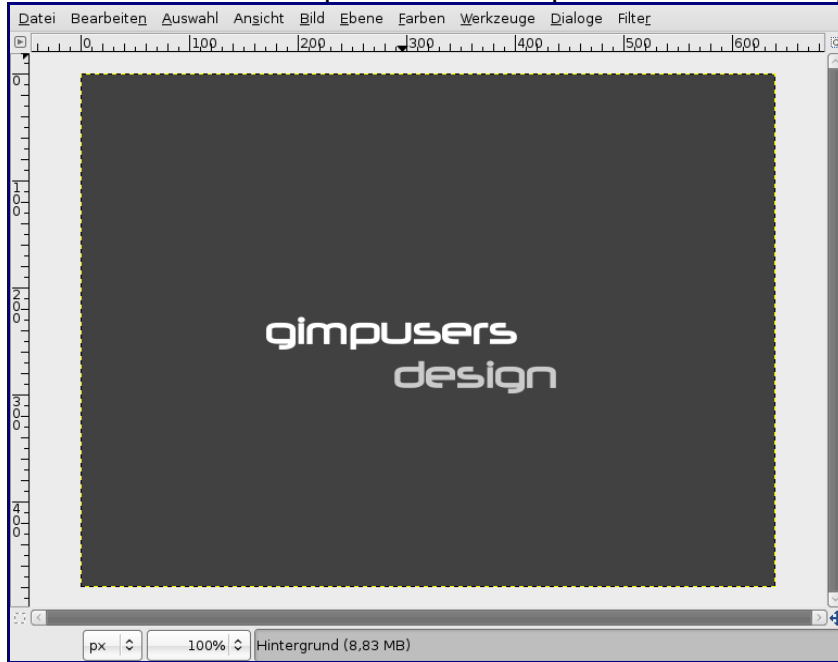 Datei Bearbeiten Auswahl Ansicht Bild Ebene Farben Werkzeuge Dialoge Filter
0 100 200 300 400 500 600
0
100
200
300
400
gimpusers
design
px 100% Hintergrund (8,83 MB)